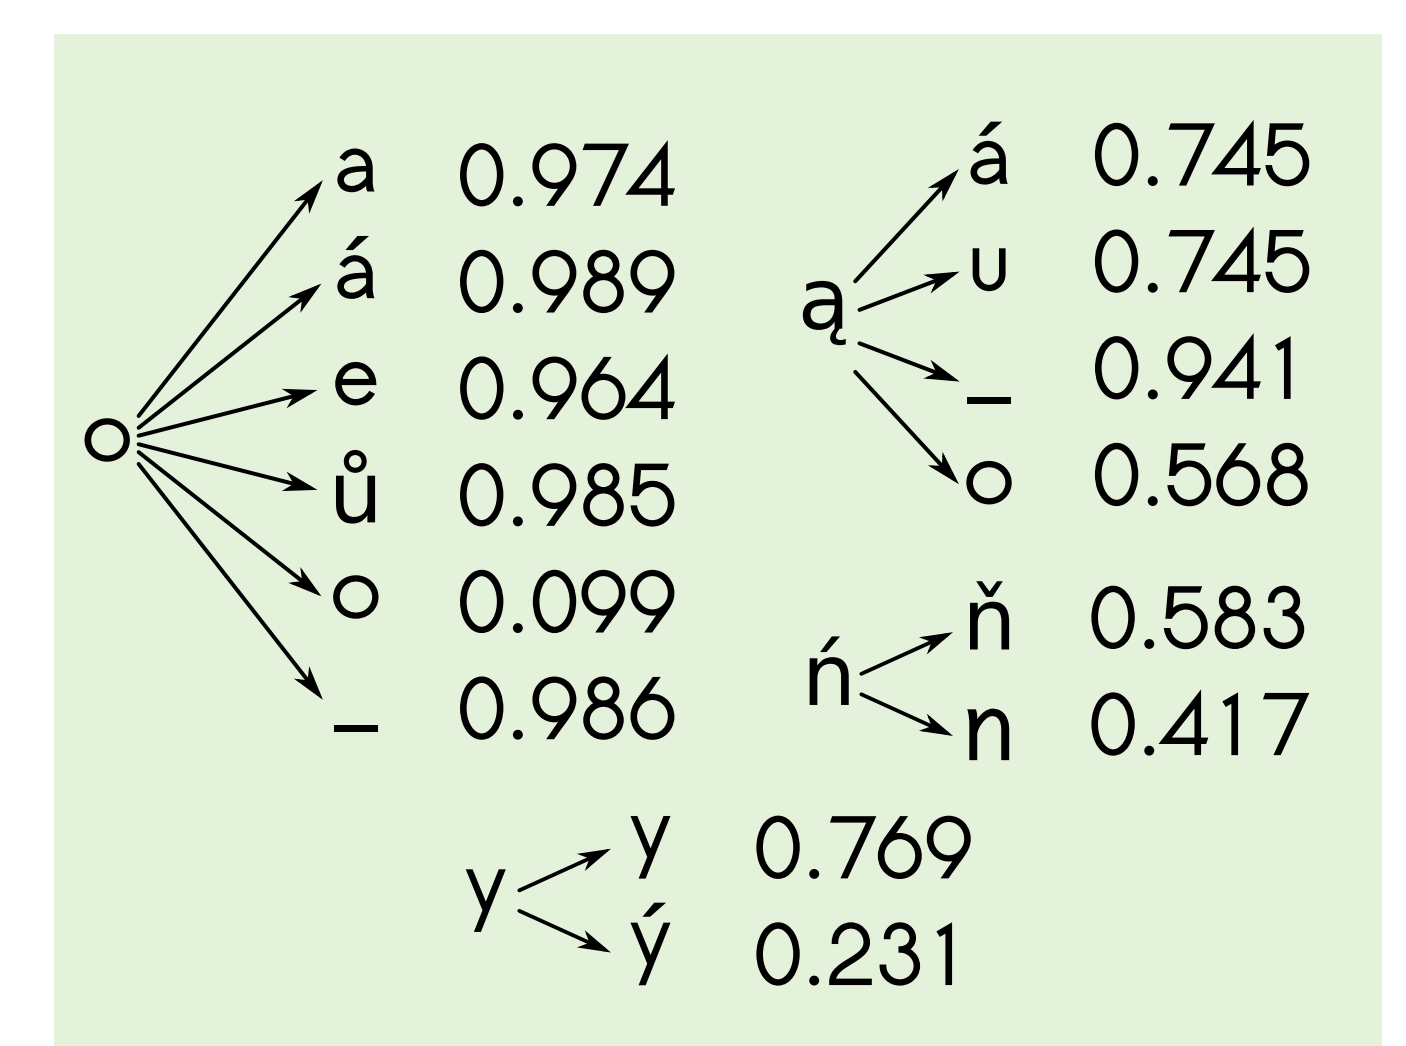 o
a 0.974
á 0.989
e 0.964
ů 0.985
o 0.099
_ 0.986
ą
á 0.745
u 0.745
_ 0.941
o 0.568
ń
ň 0.583
n 0.417
y
y 0.769
ý 0.231